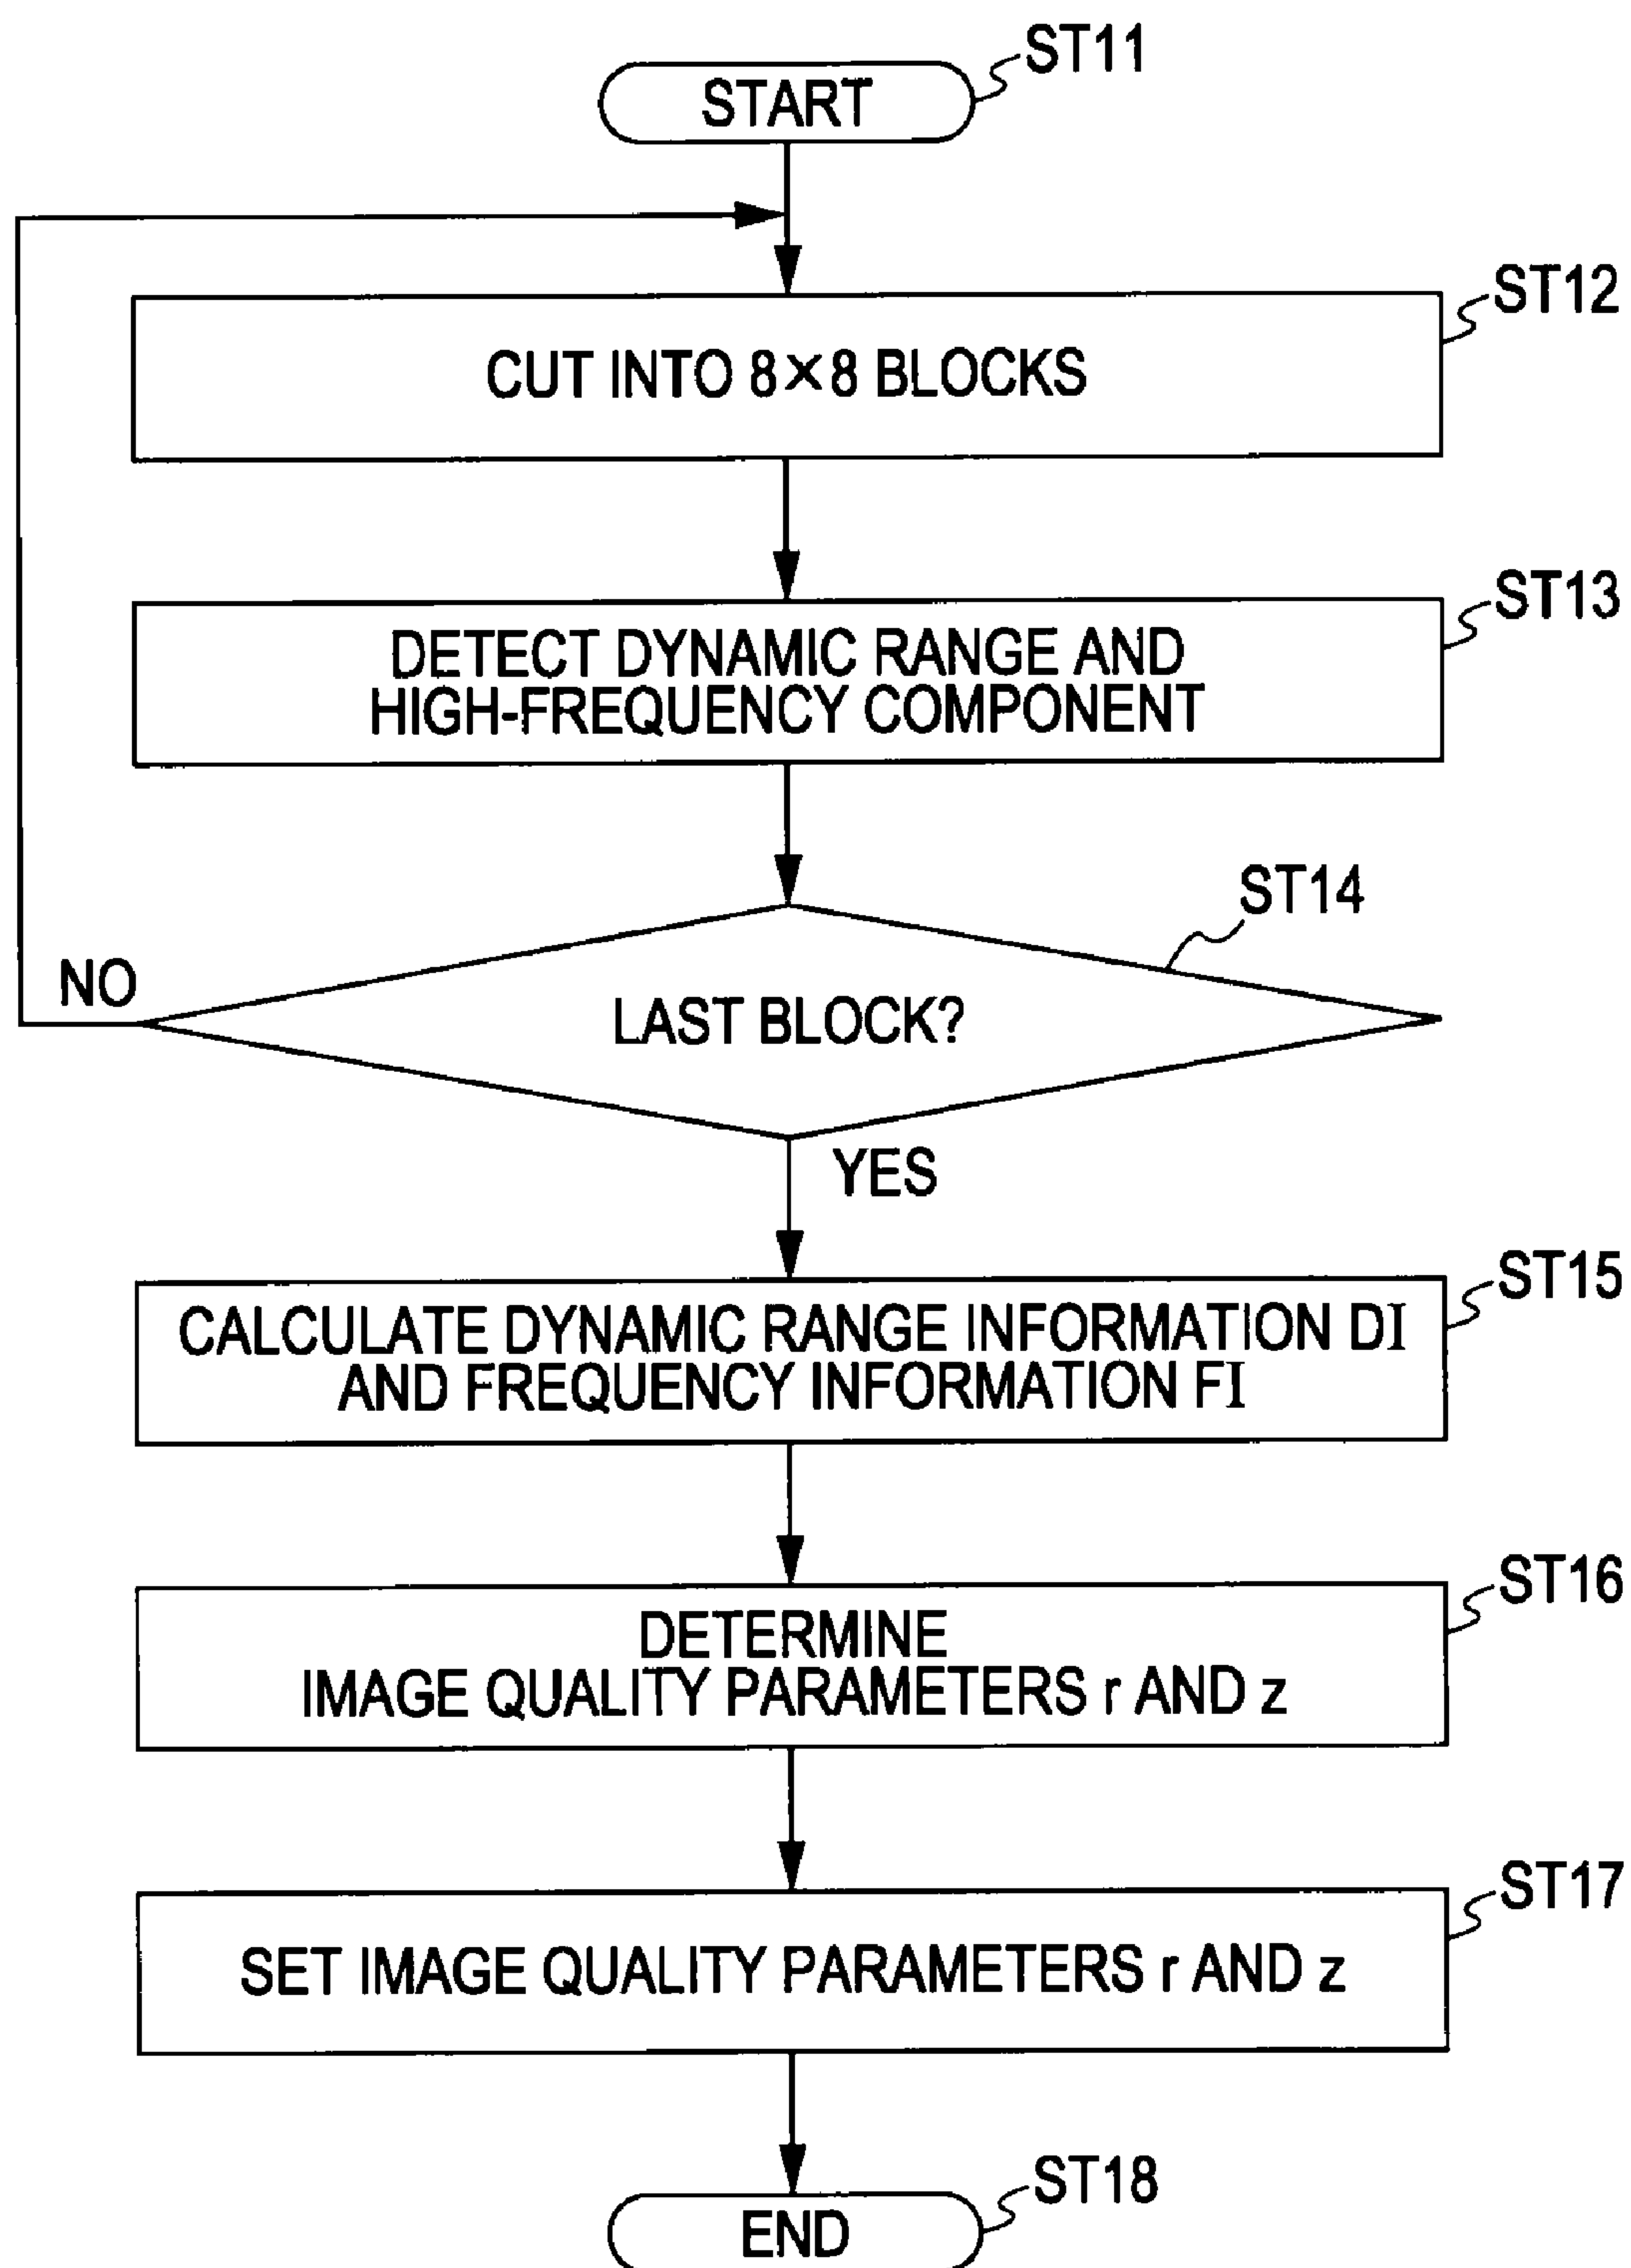 ST11
START
ST12
CUT INTO 8×8 BLOCKS
ST13
DETECT DYNAMIC RANGE AND
HIGH-FREQUENCY COMPONENT
ST14
NO
LAST BLOCK?
YES
ST15
CALCULATE DYNAMIC RANGE INFORMATION DI
AND FREQUENCY INFORMATION FI
ST16
DETERMINE
IMAGE QUALITY PARAMETERS r AND z
ST17
SET IMAGE QUALITY PARAMETERS r AND z
ST18
END